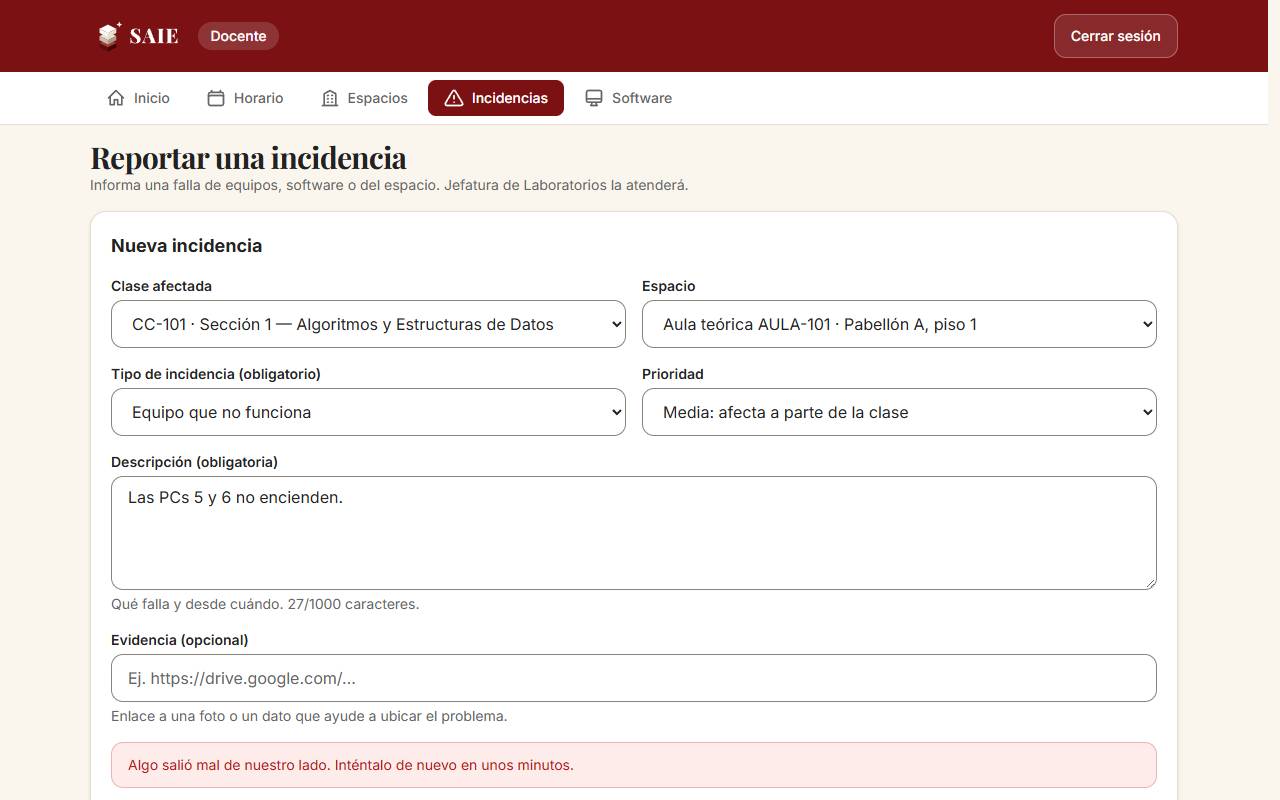 SAIE
Docente
Cerrar sesión
Inicio
Horario
Espacios
Incidencias
Software
Reportar una incidencia
Informa una falla de equipos, software o del espacio. Jefatura de Laboratorios la atenderá.
Nueva incidencia
Clase afectada
Espacio
CC-101 · Sección 1 — Algoritmos y Estructuras de Datos
Aula teórica AULA-101 · Pabellón A, piso 1
Tipo de incidencia (obligatorio)
Prioridad
Equipo que no funciona
Media: afecta a parte de la clase
Descripción (obligatoria)
Las PCs 5 y 6 no encienden.
Qué falla y desde cuándo. 27/1000 caracteres.
Evidencia (opcional)
Ej. https://drive.google.com/...
Enlace a una foto o un dato que ayude a ubicar el problema.
Algo salió mal de nuestro lado. Inténtalo de nuevo en unos minutos.